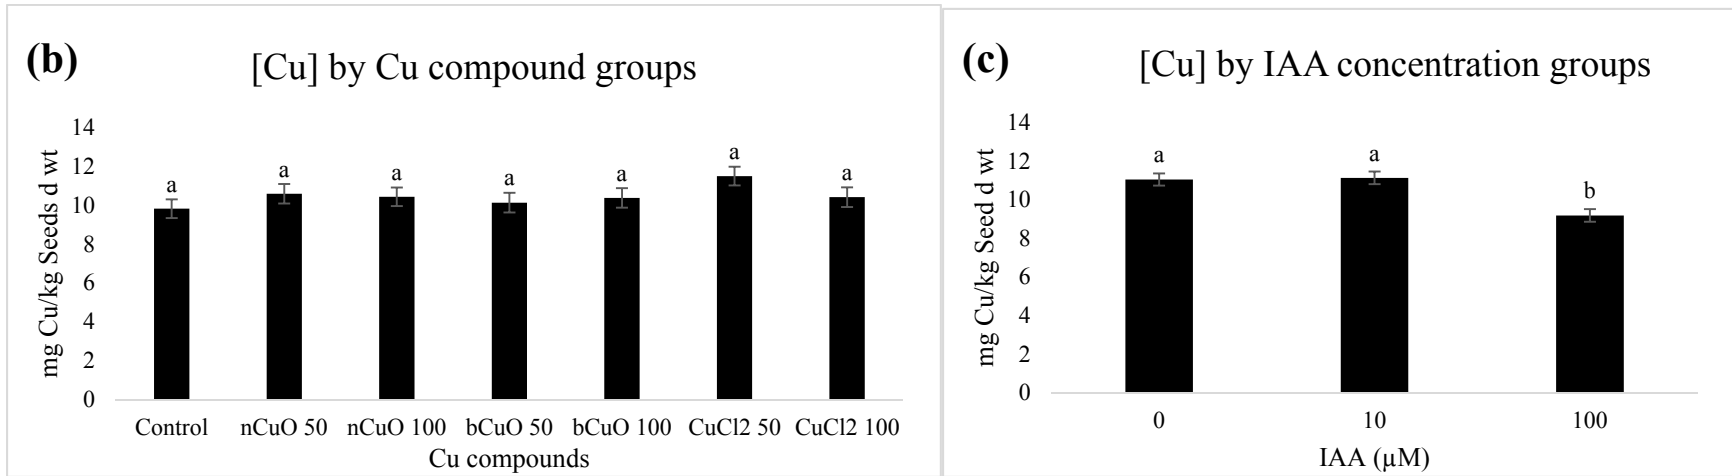 (b)
[Cu] by Cu compound groups
mg Cu/kg Seeds d wt
14
12
10
8
6
4
2
0
a
a
a
a
a
a
a
Control
nCuO 50
nCuO 100
bCuO 50
bCuO 100
CuCl2 50
CuCl2 100
Cu compounds
(c)
[Cu] by IAA concentration groups
mg Cu/kg Seed d wt
14
12
10
8
6
4
2
0
a
a
b
0
10
100
IAA (µM)